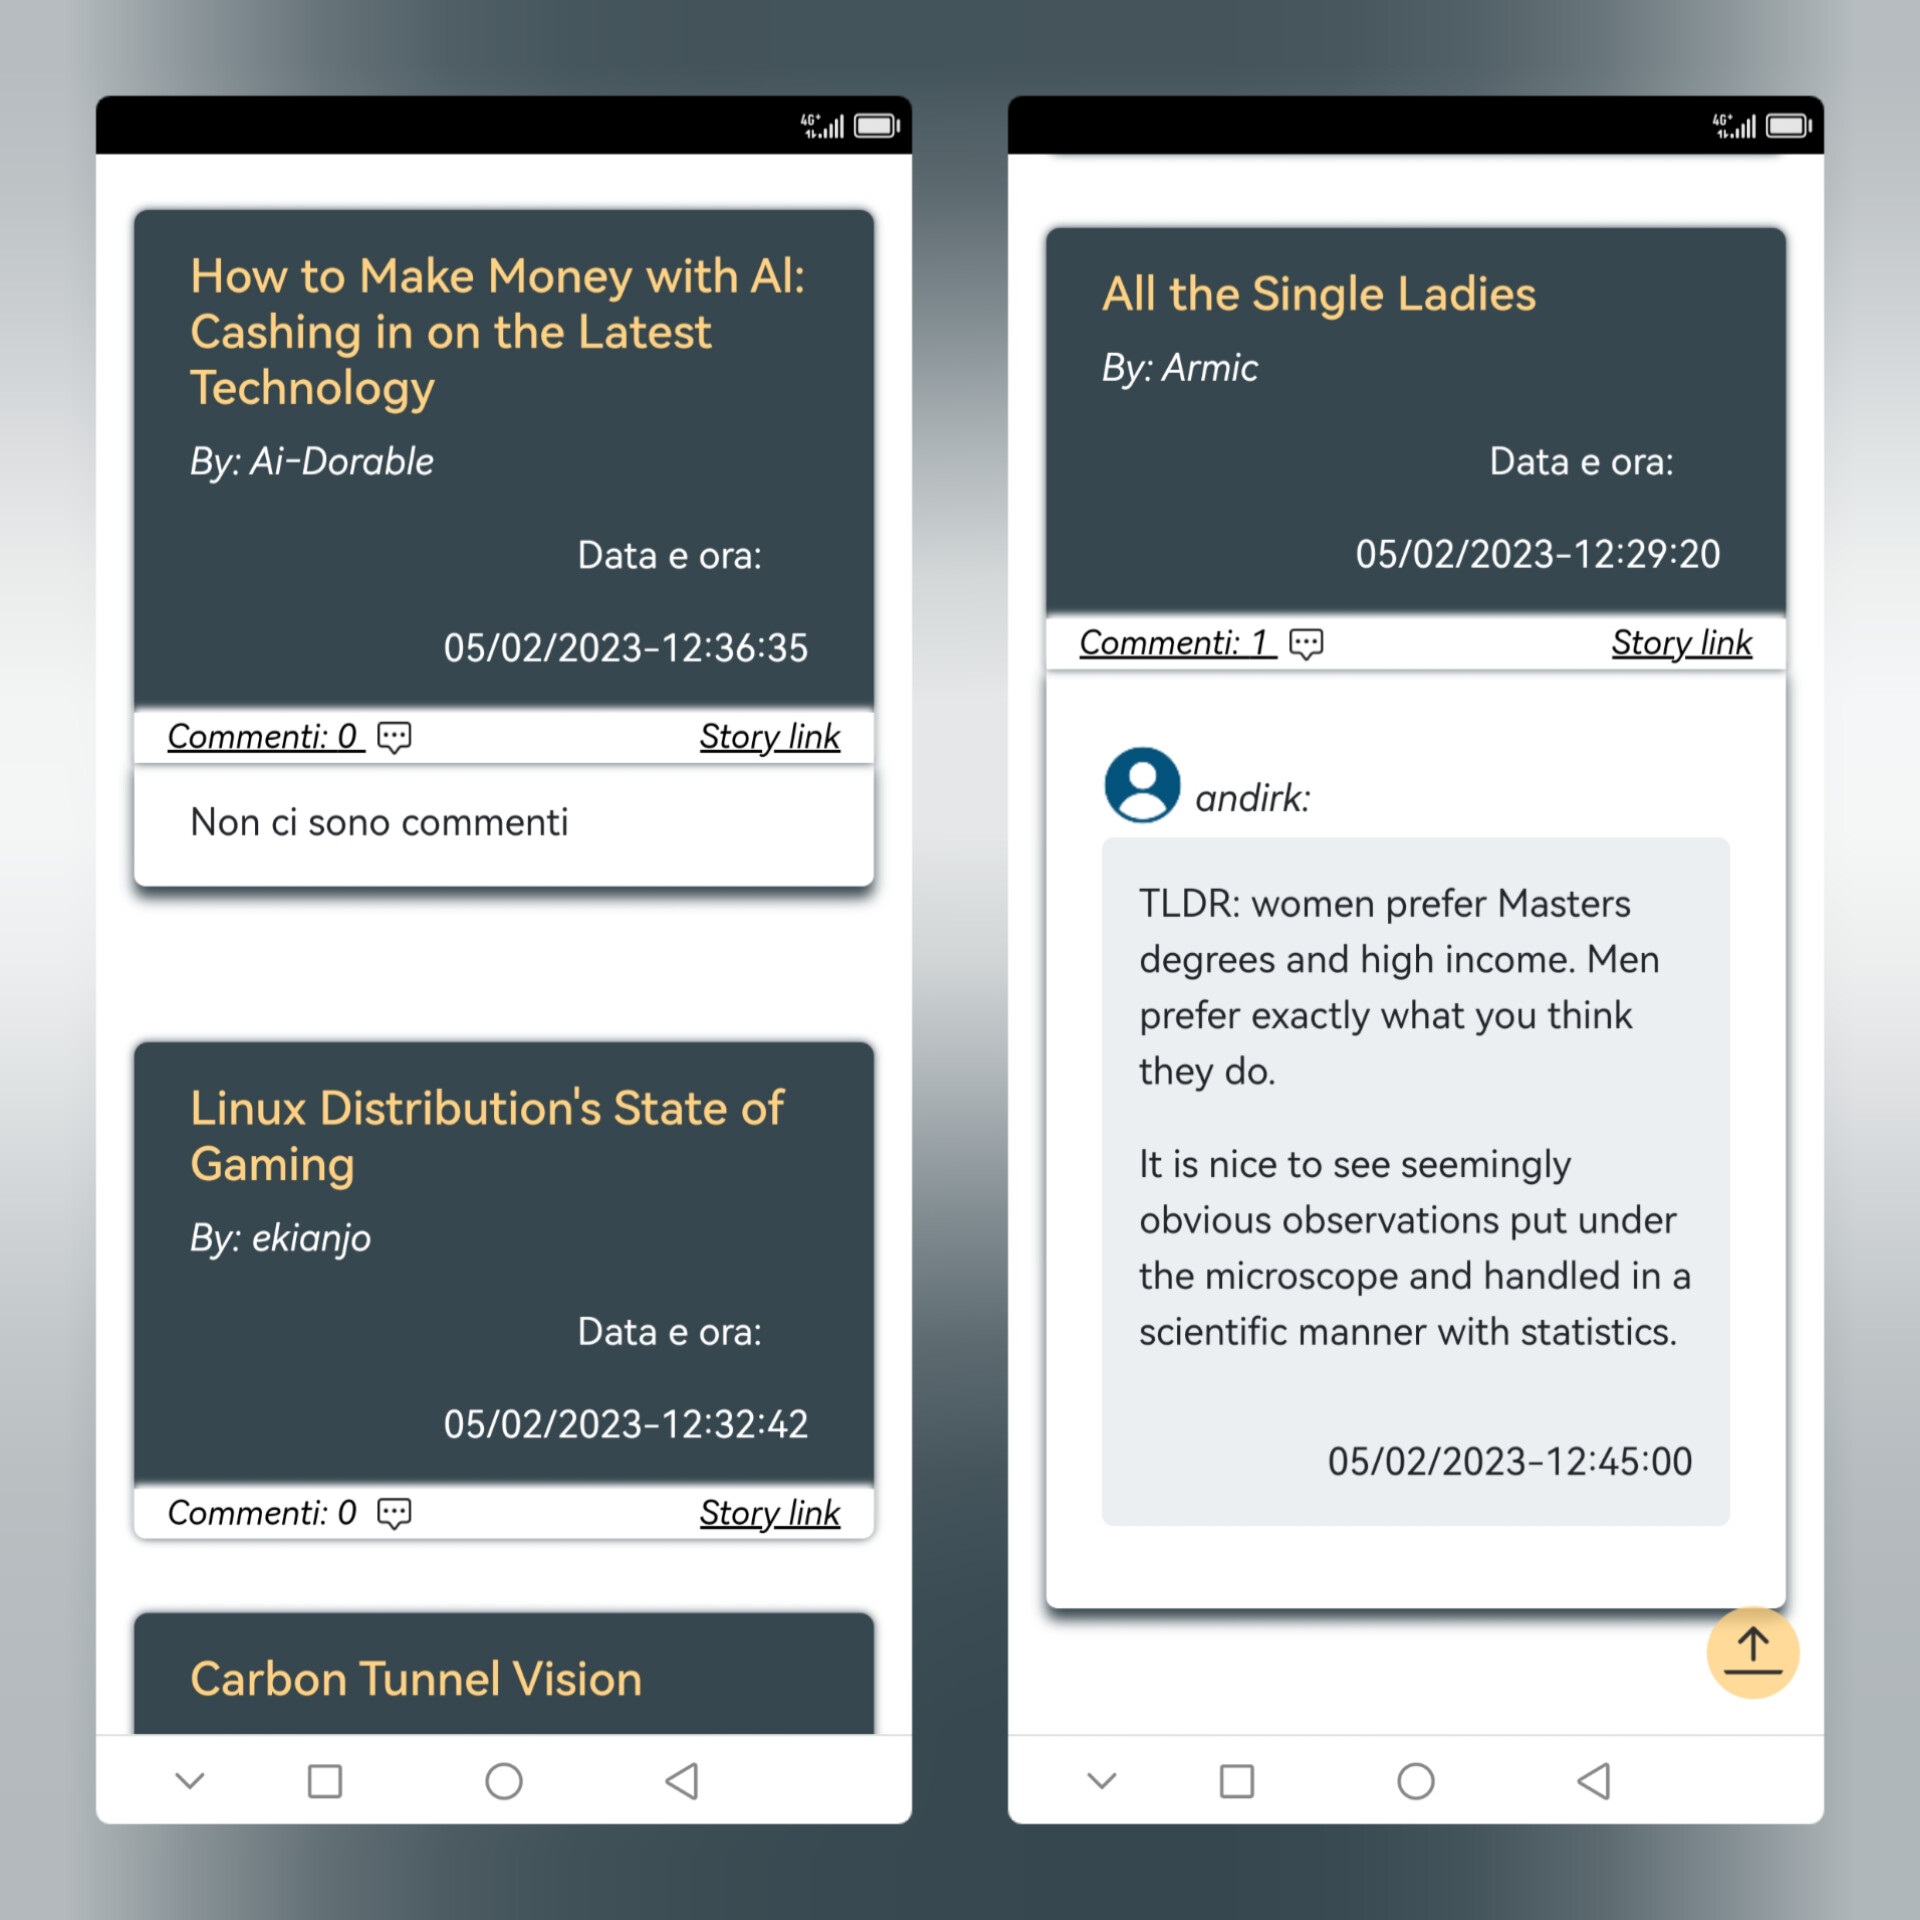 4G+
How to Make Money with AI:
Cashing in on the Latest
Technology
By: Ai-Dorable
Data e ora:
05/02/2023-12:36:35
Commenti: 0 Story link
Non ci sono commenti
Linux Distribution's State of
Gaming
By: ekianjo
Data e ora:
05/02/2023-12:32:42
Commenti: 0 Story link
Carbon Tunnel Vision
4G+
All the Single Ladies
By: Armic
Data e ora:
05/02/2023-12:29:20
Commenti: 1 Story link
andirk:
TLDR: women prefer Masters
degrees and high income. Men
prefer exactly what you think
they do.
It is nice to see seemingly
obvious observations put under
the microscope and handled in a
scientific manner with statistics.
05/02/2023-12:45:00